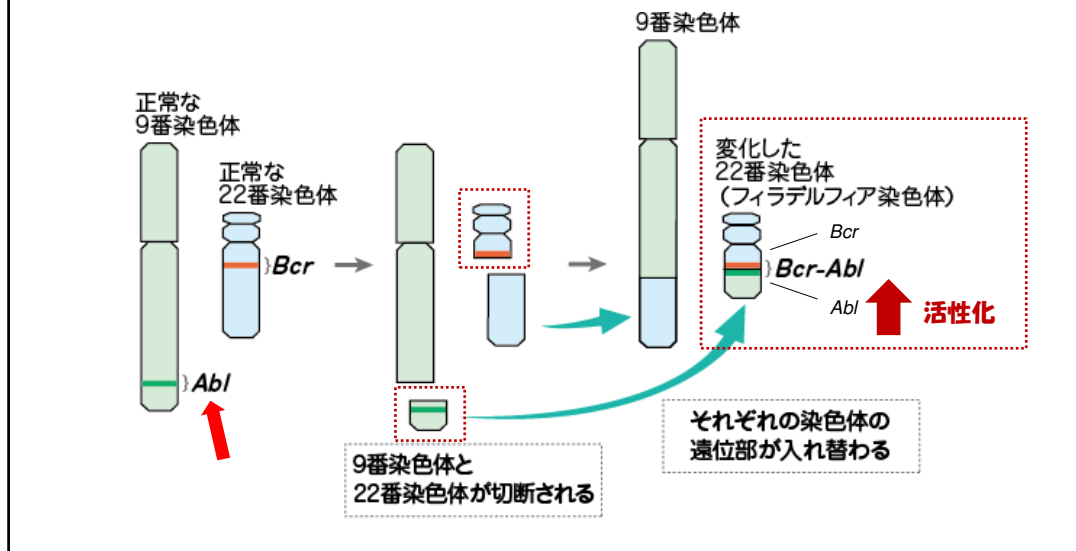 9番染色体
正常な
9番染色体
正常な
22番染色体
}Bcr
}Abl
9番染色体と
22番染色体が切断される
変化した
22番染色体
（フィラデルフィア染色体）
Bcr
}Bcr-Abl
Abl
活性化
それぞれの染色体の
遠位部が入れ替わる